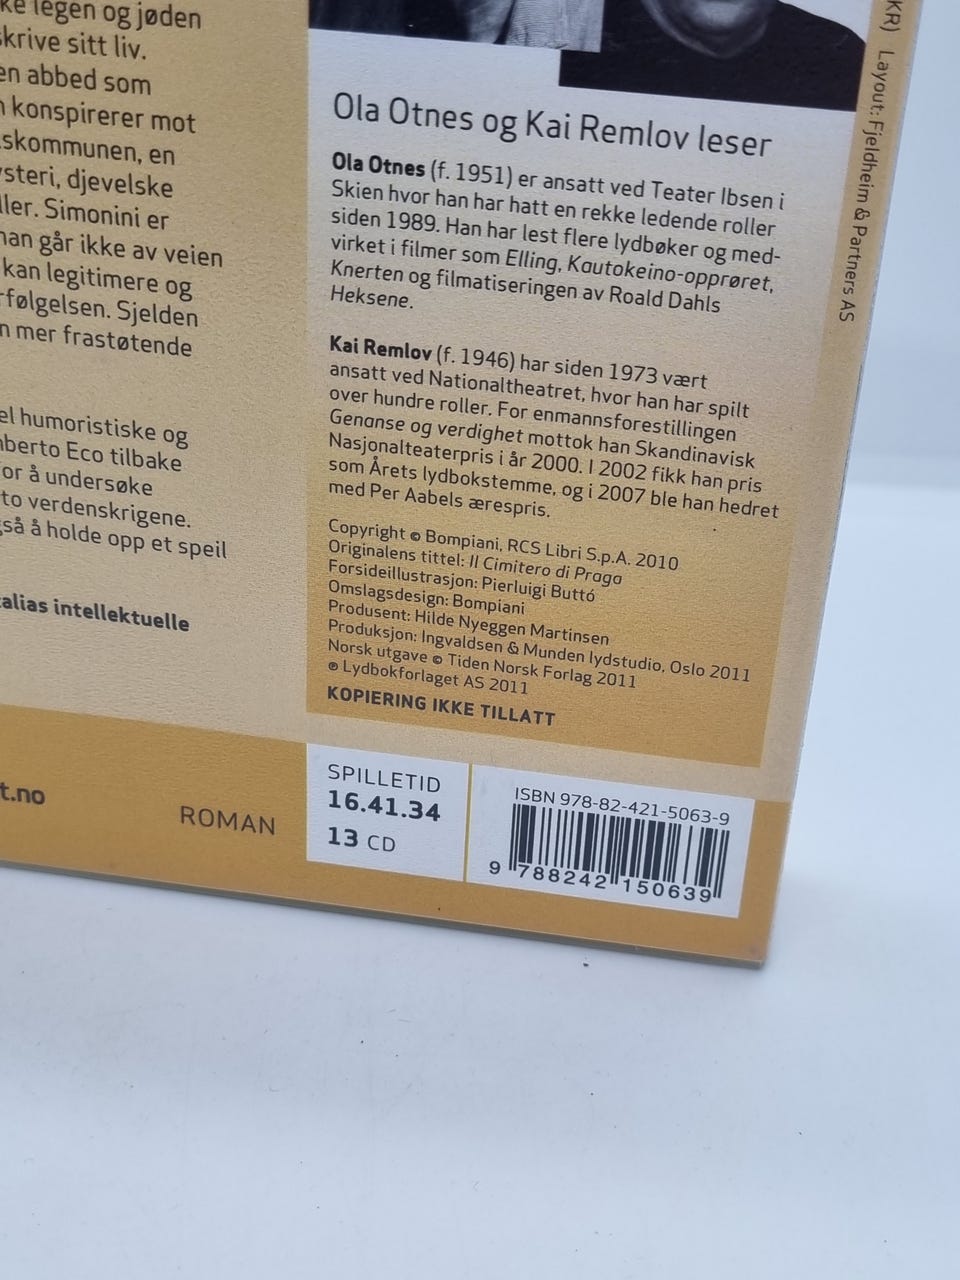 legen og jøden
skrive sitt liv.
en abbed som
konspirerer mot
skommunen, en
ysteri, djevelske
ller. Simonini er
man går ikke av veien
kan legitimere og
rfølgelsen. Sjelden
n mer frastøtende
el humoristiske og
mberto Eco tilbake
for å undersøke
to verdenskrigene.
gså å holde opp et speil
talias intellektuelle
t.no
ROMAN
Ola Otnes og Kai Remlov leser
Ola Otnes (f. 1951) er ansatt ved Teater Ibsen i
Skien hvor han har hatt en rekke ledende roller
siden 1989. Han har lest flere lydbøker og med-
virket i filmer som Elling, Kautokeino-opprøret,
Knerten og filmatiseringen av Roald Dahls
Heksene.
Kai Remlov (f. 1946) har siden 1973 vært
ansatt ved Nationaltheatret, hvor han har spilt
over hundre roller. For enmannsforestillingen
Genanse og verdighet mottok han Skandinavisk
Nasjonalteaterpris i år 2000. I 2002 fikk han pris
som Årets lydbokstemme, og i 2007 ble han hedret
med Per Aabels ærespris.
Copyright © Bompiani, RCS Libri S.p.A. 2010
Originalens tittel: Il Cimitero di Praga
Forsideillustrasjon: Pierluigi Buttó
Omslagsdesign: Bompiani
Produsent: Hilde Nyeggen Martinsen
Produksjon: Ingvaldsen & Munden lydstudio, Oslo 2011
Norsk utgave © Tiden Norsk Forlag 2011
℗ Lydbokforlaget AS 2011
KOPIERING IKKE TILLATT
SPILLETID
16.41.34
13 CD
ISBN 978-82-421-5063-9
9 788242 150639
KR) Layout: Fjeldheim & Partners AS